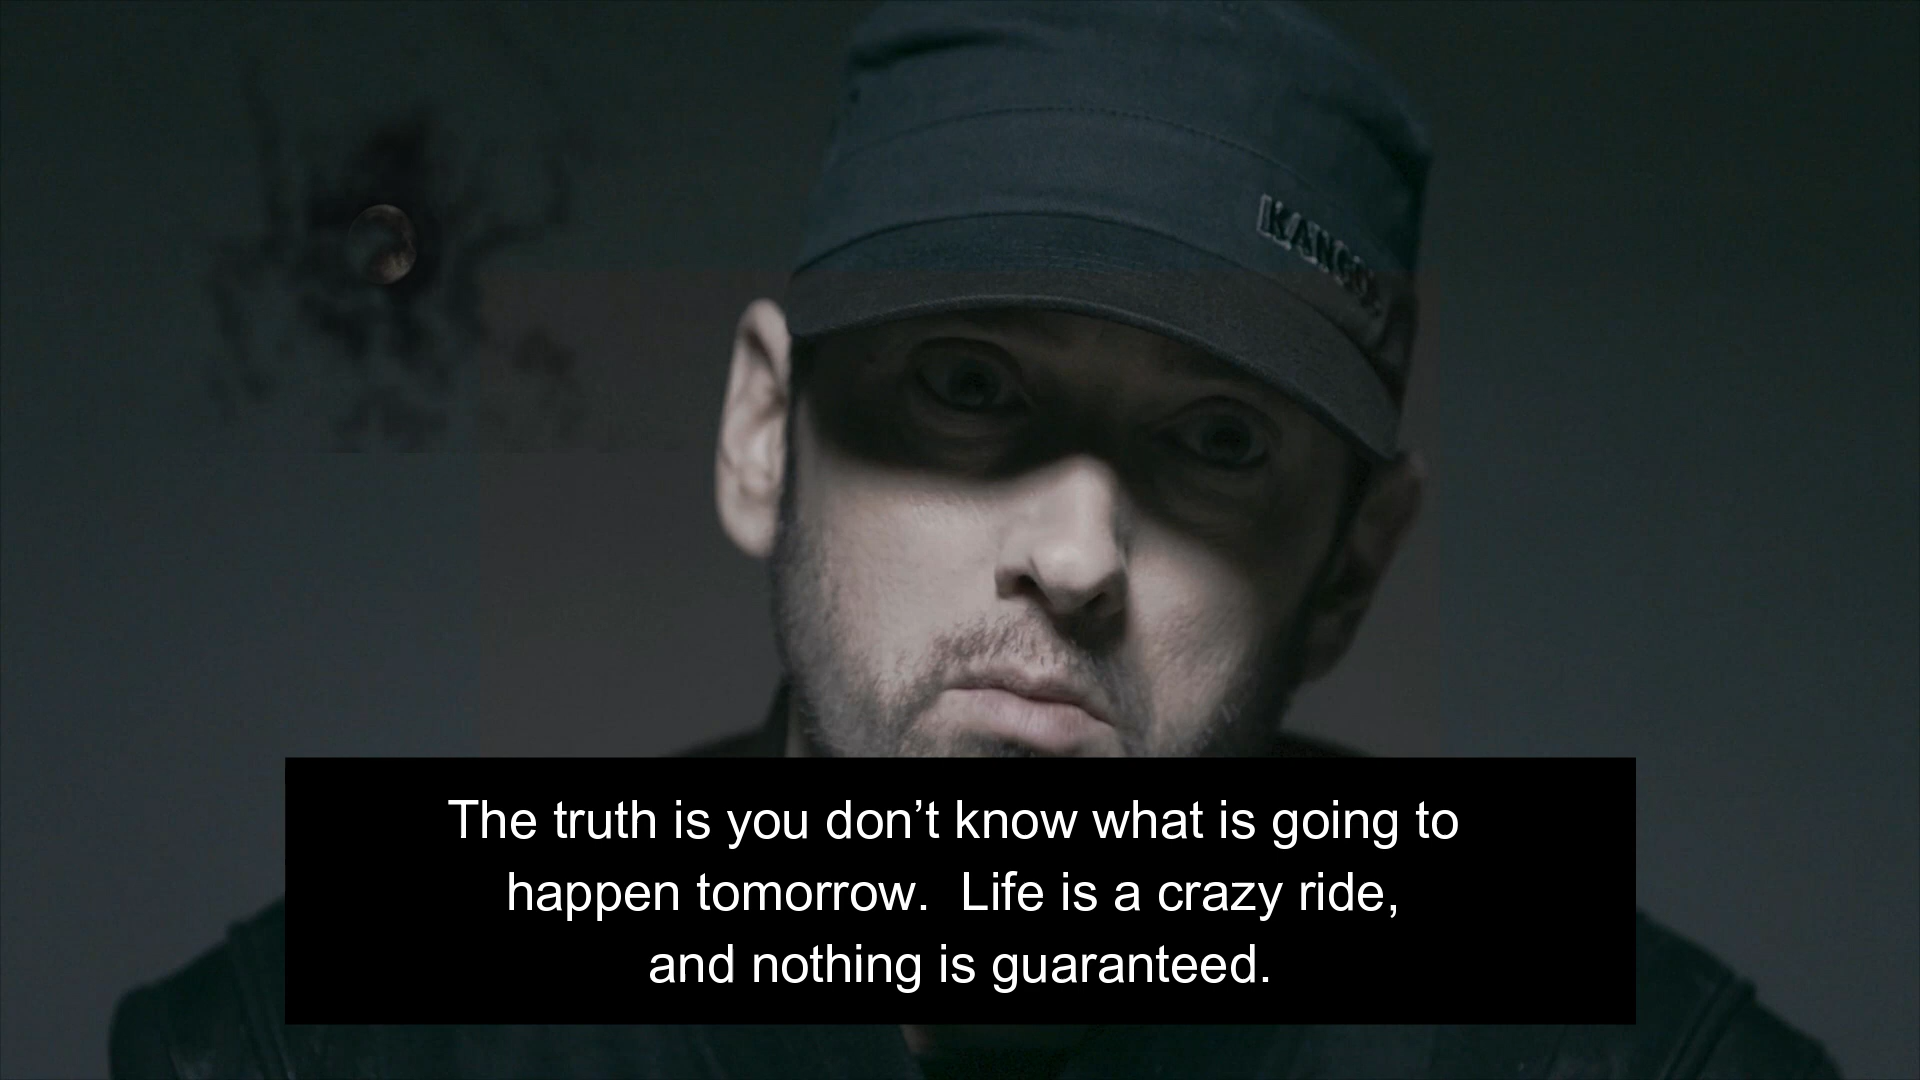 KANGOL
The truth is you don’t know what is going to
happen tomorrow.  Life is a crazy ride,
and nothing is guaranteed.